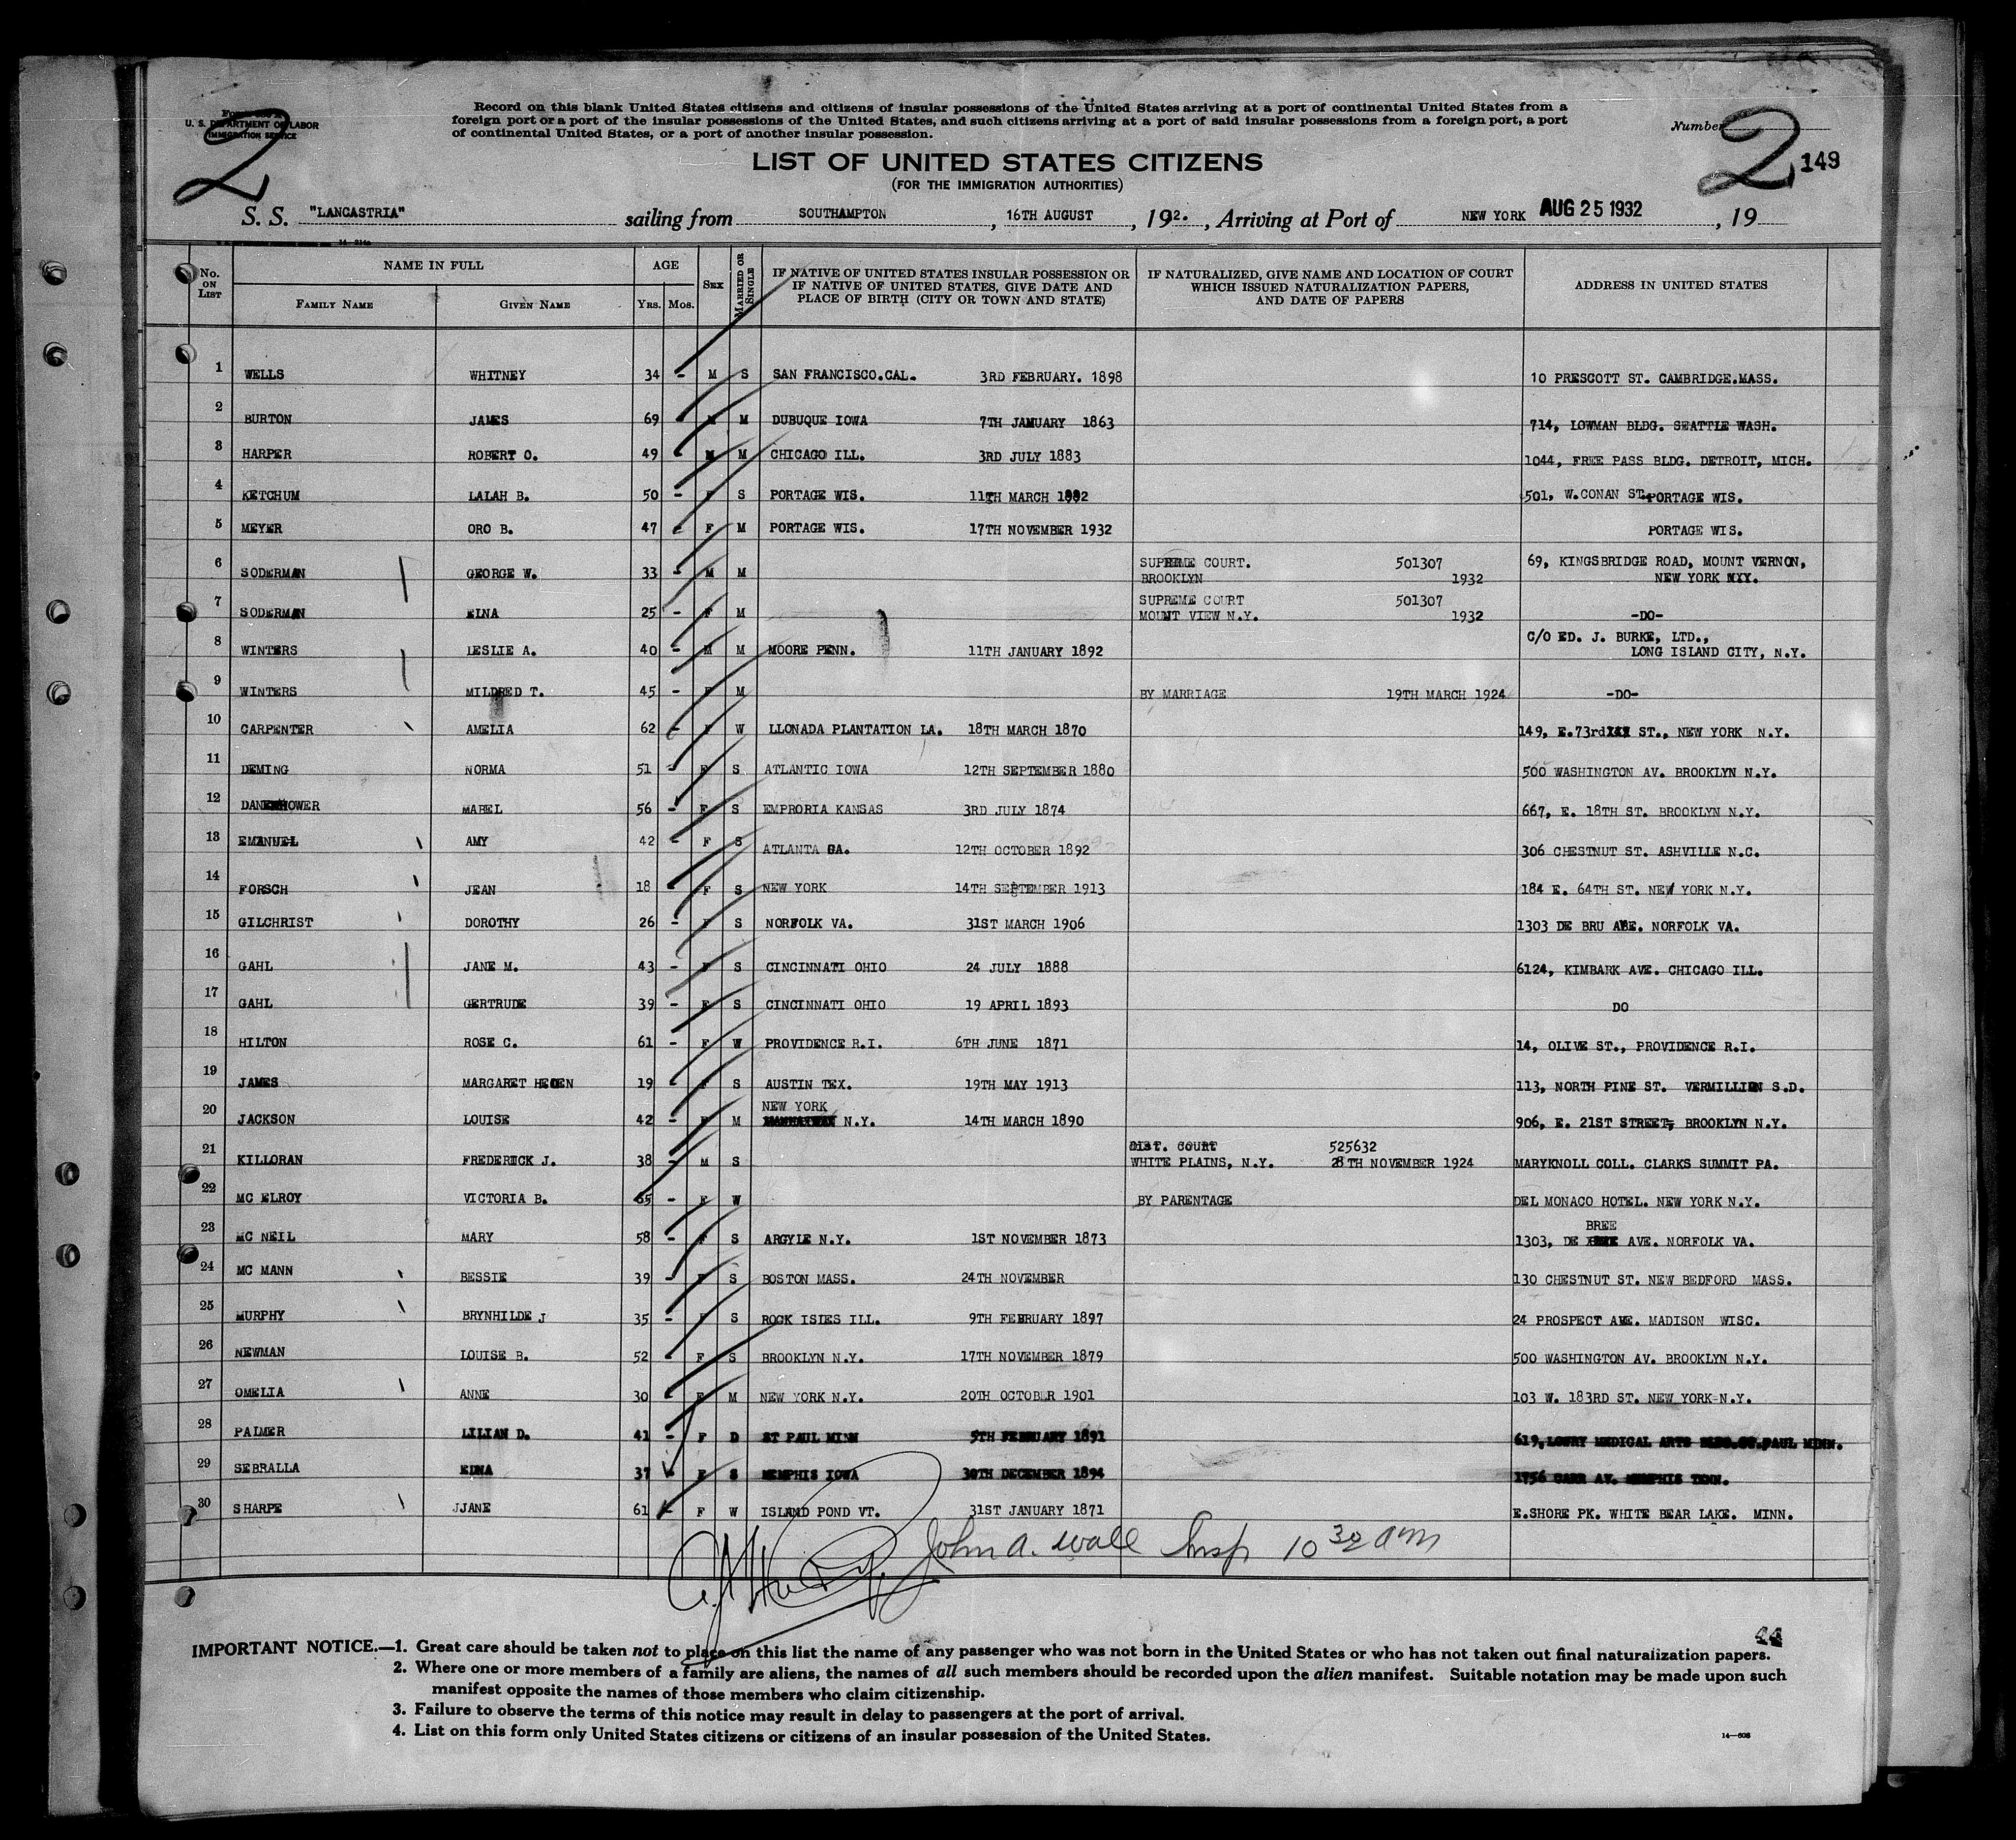 Record on this blank United States citizens and citizens of insular possessions of the United States arriving at a port of continental United States from a
foreign port or a port of the insular possessions of the United States, and such citizens arriving at a port of said insular possessions from a foreign port, a port
of continental United States, or a port of another insular possession.
U. S. DEPARTMENT OF LABOR
IMMIGRATION SERVICE
2
Number
2 149
LIST OF UNITED STATES CITIZENS
(FOR THE IMMIGRATION AUTHORITIES)
S. S. "LANCASTRIA" sailing from SOUTHAMPTON, 16TH AUGUST, 192., Arriving at Port of NEW YORK AUG 25 1932, 19
No. ON LIST NAME IN FULL AGE SEX MARRIED OR SINGLE IF NATIVE OF UNITED STATES INSULAR POSSESSION OR IF NATIVE OF UNITED STATES, GIVE DATE AND PLACE OF BIRTH (CITY OR TOWN AND STATE) IF NATURALIZED, GIVE NAME AND LOCATION OF COURT WHICH ISSUED NATURALIZATION PAPERS, AND DATE OF PAPERS ADDRESS IN UNITED STATES
FAMILY NAME GIVEN NAME Yrs. Mos.
1 WELLS WHITNEY 34 - M S SAN FRANCISCO.CAL. 3RD FEBRUARY. 1898 10 PRESCOTT ST. CAMBRIDGE.MASS.
2 BURTON JAMES 69 - M M DUBUQUE IOWA 7TH JANUARY 1863 714, LOWMAN BLDG. SEATTLE WASH.
3 HARPER ROBERT O. 49 - M M CHICAGO ILL. 3RD JULY 1883 1044, FREE PASS BLDG. DETROIT, MICH.
4 KETCHUM LALAH B. 50 - F S PORTAGE WIS. 11TH MARCH 1882 501, W.CONAN ST. PORTAGE WIS.
5 MEYER ORO B. 47 - F M PORTAGE WIS. 17TH NOVEMBER 1932 PORTAGE WIS.
6 SODERMAN GEORGE W. 33 - M M SUPREME COURT. 501307 69, KINGSBRIDGE ROAD, MOUNT VERNON,
BROOKLYN 1932 NEW YORK
7 SODERMAN ELNA 25 - F M SUPREME COURT 501307
MOUNT VIEW N.Y. 1932 -DO-
8 WINTERS LESLIE A. 40 - M M MOORE PENN. 11TH JANUARY 1892 C/O ED. J. BURKE, LTD.,
LONG ISLAND CITY, N.Y.
9 WINTERS MILDRED T. 45 - F M BY MARRIAGE 19TH MARCH 1924 -DO-
10 CARPENTER AMELIA 62 - F W LLONADA PLANTATION LA. 18TH MARCH 1870 149, E.73rd ST., NEW YORK N.Y.
11 DEMING NORMA 51 - F S ATLANTIC IOWA 12TH SEPTEMBER 1880 500 WASHINGTON AV. BROOKLYN N.Y.
12 DANENHOWER MABEL 56 - F S EMPRORIA KANSAS 3RD JULY 1874 667, E. 18TH ST. BROOKLYN N.Y.
13 EMANUEL AMY 42 - F S ATLANTA GA. 12TH OCTOBER 1892 306 CHESTNUT ST. ASHVILLE N.C.
14 FORSCH JEAN 18 - F S NEW YORK 14TH SEPTEMBER 1913 184 E. 64TH ST. NEW YORK N.Y.
15 GILCHRIST DOROTHY 26 - F S NORFOLK VA. 31ST MARCH 1906 1303 DE BRU AVE. NORFOLK VA.
16 GAHL JANE M. 43 - F S CINCINNATI OHIO 24 JULY 1888 6124, KIMBARK AVE. CHICAGO ILL.
17 GAHL GERTRUDE 39 - F S CINCINNATI OHIO 19 APRIL 1893 DO
18 HILTON ROSE C. 61 - F W PROVIDENCE R.I. 6TH JUNE 1871 14, OLIVE ST., PROVIDENCE R.I.
19 JAMES MARGARET HELEN 19 - F S AUSTIN TEX. 19TH MAY 1913 113, NORTH PINE ST. VERMILLION S.D.
20 JACKSON LOUISE 42 - F M NEW YORK N.Y. 14TH MARCH 1890 906, E. 21ST STREET, BROOKLYN N.Y.
21 KILLORAN FREDERICK J. 38 - M S DIST. COURT 525632
WHITE PLAINS, N.Y. 28TH NOVEMBER 1924 MARYKNOLL COLL. CLARKS SUMMIT PA.
22 MC ELROY VICTORIA B. 65 - F W BY PARENTAGE DEL MONACO HOTEL. NEW YORK N.Y.
23 MC NEIL MARY 58 - F S ARGYLE N.Y. 1ST NOVEMBER 1873 1303, DE BREE AVE. NORFOLK VA.
24 MC MANN BESSIE 39 - F S BOSTON MASS. 24TH NOVEMBER 130 CHESTNUT ST. NEW BEDFORD MASS.
25 MURPHY BRYNHILDE J 35 - F S ROCK ISLES ILL. 9TH FEBRUARY 1897 24 PROSPECT AVE. MADISON WISC.
26 NEWMAN LOUISE B. 52 - F S BROOKLYN N.Y. 17TH NOVEMBER 1879 500 WASHINGTON AV. BROOKLYN N.Y.
27 OMELIA ANNE 30 - F M NEW YORK N.Y. 20TH OCTOBER 1901 103 W. 183RD ST. NEW YORK-N.Y.
28 PALMER LILIAN D. 41 - F D ST PAUL MINN 5TH FEBRUARY 1891 619, LOWRY MEDICAL ARTS BLDG.ST.PAUL MINN.
29 SEBRALLA EDNA 37 - F S MEMPHIS IOWA 30TH DECEMBER 1894 1756 CARR AV. MEMPHIS TENN.
30 SHARPE JJANE 61 - F W ISLAND POND VT. 31ST JANUARY 1871 E.SHORE PK. WHITE BEAR LAKE. MINN.
John A. Wall Insp 10 30 am
44
IMPORTANT NOTICE.—1. Great care should be taken not to place on this list the name of any passenger who was not born in the United States or who has not taken out final naturalization papers.
2. Where one or more members of a family are aliens, the names of all such members should be recorded upon the alien manifest. Suitable notation may be made upon such
manifest opposite the names of those members who claim citizenship.
3. Failure to observe the terms of this notice may result in delay to passengers at the port of arrival.
4. List on this form only United States citizens or citizens of an insular possession of the United States.
14—808